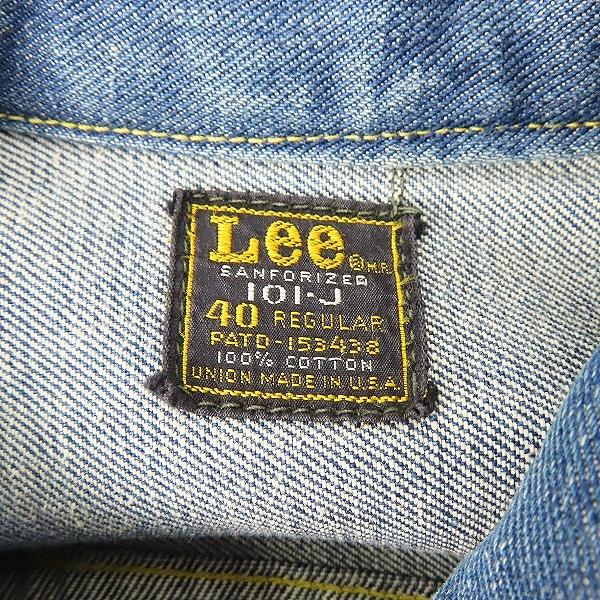 Lee ® M.R.
SANFORIZED
101-J
40 REGULAR
PATD-153438
100% COTTON
UNION MADE IN U.S.A.